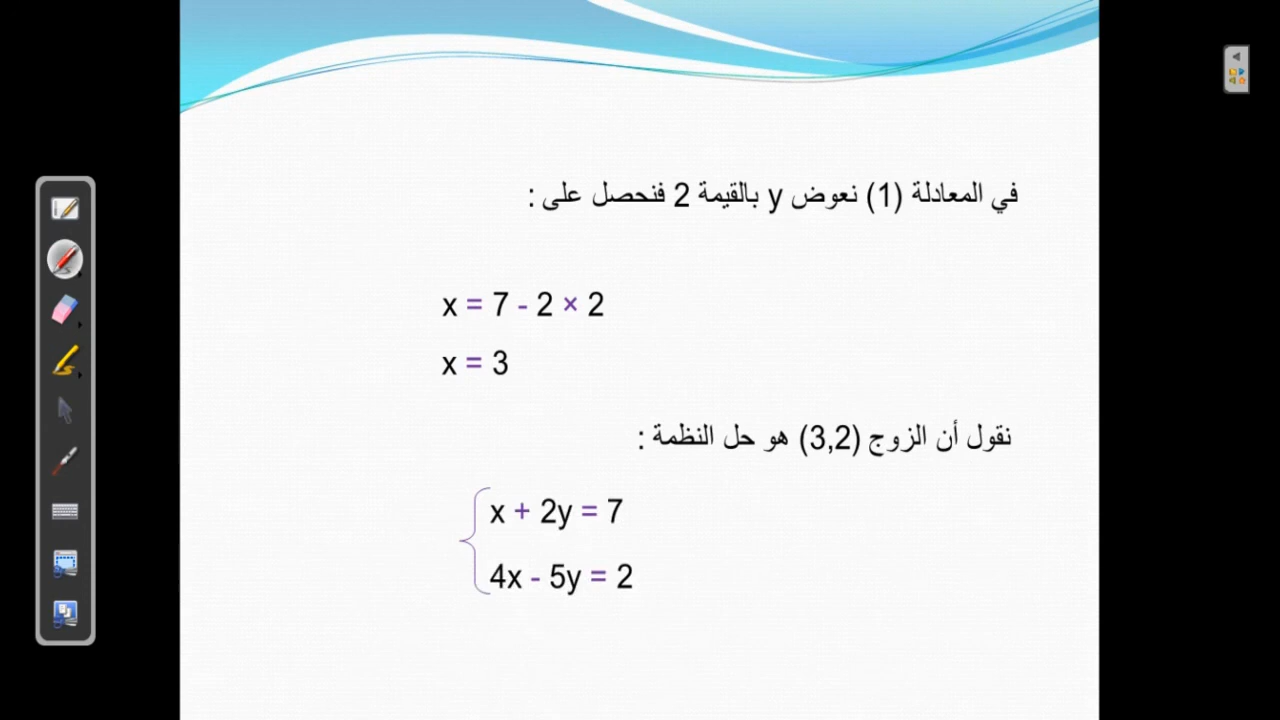 في المعادلة (1) نعوض y بالقيمة 2 فنحصل على :
x = 7 - 2 × 2
x = 3
نقول أن الزوج (3,2) هو حل النظمة :
x + 2y = 7
4x - 5y = 2